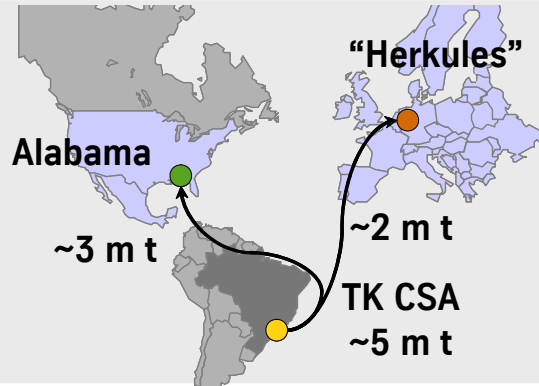 “Herkules”
Alabama
~2 m t
~3 m t
TK CSA
~5 m t